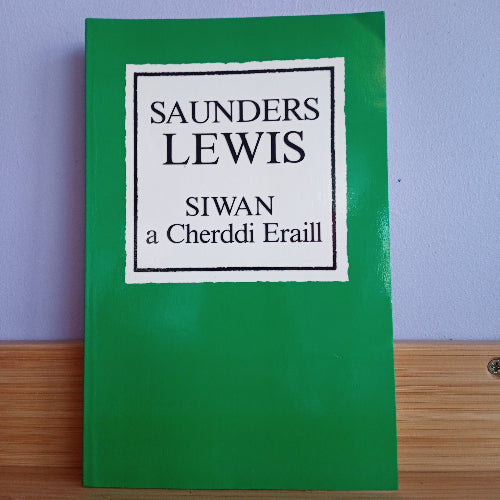 SAUNDERS
LEWIS
SIWAN
a Cherddi Eraill